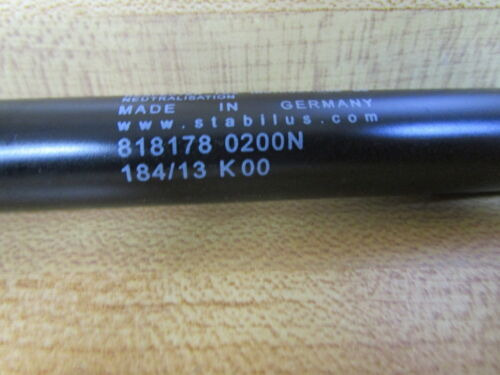 NEUTRALISATION
MADE IN GERMANY
www.stabilus.com
818178 0200N
184/13 K00